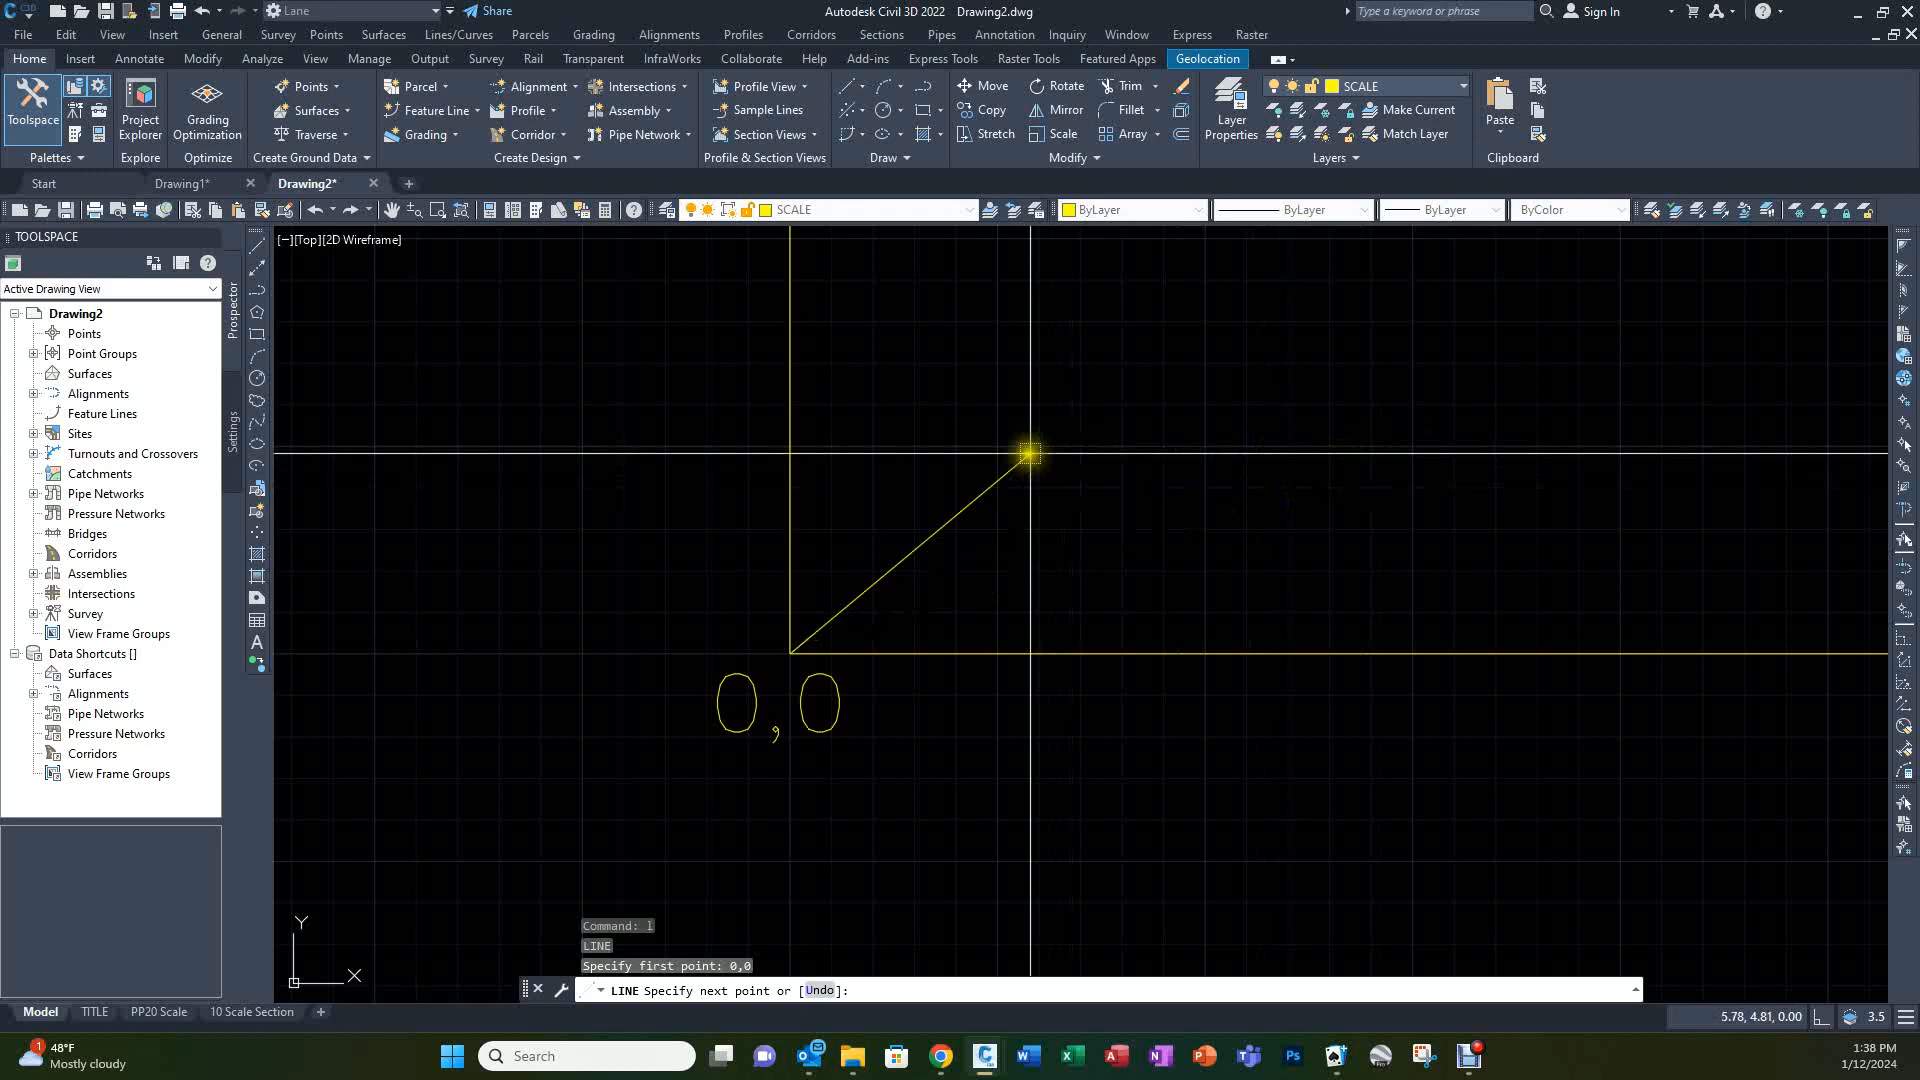 C3D Lane Share Autodesk Civil 3D 2022 Drawing2.dwg Type a keyword or phrase Sign In
File Edit View Insert General Survey Points Surfaces Lines/Curves Parcels Grading Alignments Profiles Corridors Sections Pipes Annotation Inquiry Window Express Raster
Home Insert Annotate Modify Analyze View Manage Output Survey Rail Transparent InfraWorks Collaborate Help Add-ins Express Tools Raster Tools Featured Apps Geolocation
Points Parcel Alignment Intersections Profile View Move Rotate Trim SCALE
Toolspace Project Explorer Grading Optimization Surfaces Feature Line Profile Assembly Sample Lines Copy Mirror Fillet Layer Properties Make Current Paste
Traverse Grading Corridor Pipe Network Section Views Stretch Scale Array Match Layer
Palettes Explore Optimize Create Ground Data Create Design Profile & Section Views Draw Modify Layers Clipboard
Start Drawing1* Drawing2*
SCALE ByLayer ByLayer ByLayer ByColor
TOOLSPACE
[−][Top][2D Wireframe]
Active Drawing View
Prospector
Settings
Drawing2
Points
Point Groups
Surfaces
Alignments
Feature Lines
Sites
Turnouts and Crossovers
Catchments
Pipe Networks
Pressure Networks
Bridges
Corridors
Assemblies
Intersections
Survey
View Frame Groups
Data Shortcuts []
Surfaces
Alignments
Pipe Networks
Pressure Networks
Corridors
View Frame Groups
0,0
Y
X
Command: l
LINE
Specify first point: 0,0
LINE Specify next point or [Undo]:
Model TITLE PP20 Scale 10 Scale Section 5.78, 4.81, 0.00 3.5
1 48°F
Mostly cloudy
Search
1:38 PM
1/12/2024